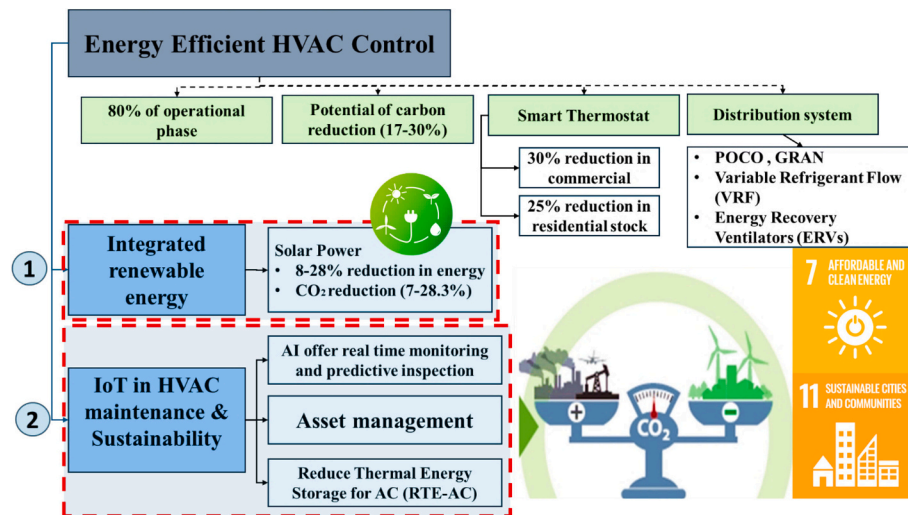 Energy Efficient HVAC Control
80% of operational
phase
Potential of carbon
reduction (17-30%)
Smart Thermostat
Distribution system
30% reduction in
commercial
25% reduction in
residential stock
• POCO , GRAN
• Variable Refrigerant Flow
(VRF)
• Energy Recovery
Ventilators (ERVs)
1
Integrated
renewable
energy
Solar Power
• 8-28% reduction in energy
• CO₂ reduction (7-28.3%)
2
IoT in HVAC
maintenance &
Sustainability
AI offer real time monitoring
and predictive inspection
Asset management
Reduce Thermal Energy
Storage for AC (RTE-AC)
CO₂
7 AFFORDABLE AND
CLEAN ENERGY
11 SUSTAINABLE CITIES
AND COMMUNITIES